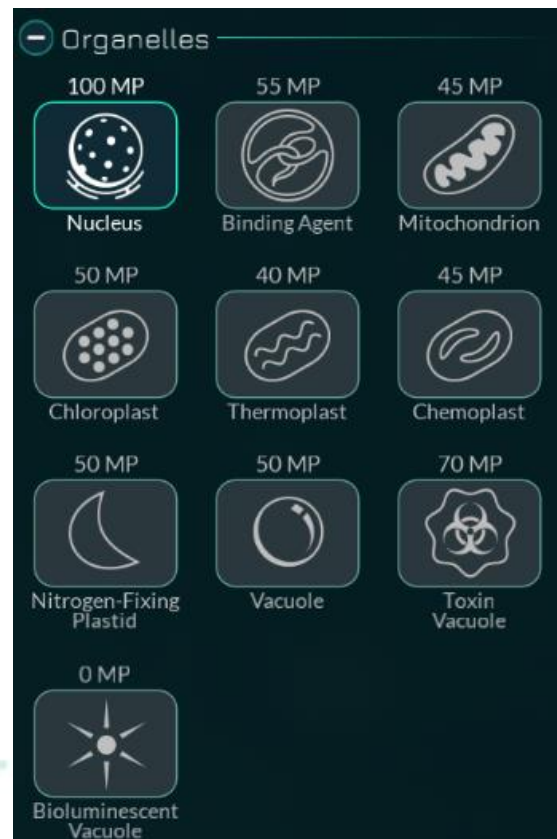 Organelles
100 MP 55 MP 45 MP
Nucleus Binding Agent Mitochondrion
50 MP 40 MP 45 MP
Chloroplast Thermoplast Chemoplast
50 MP 50 MP 70 MP
Nitrogen-Fixing Vacuole Toxin
Plastid Vacuole
0 MP
Bioluminescent
Vacuole